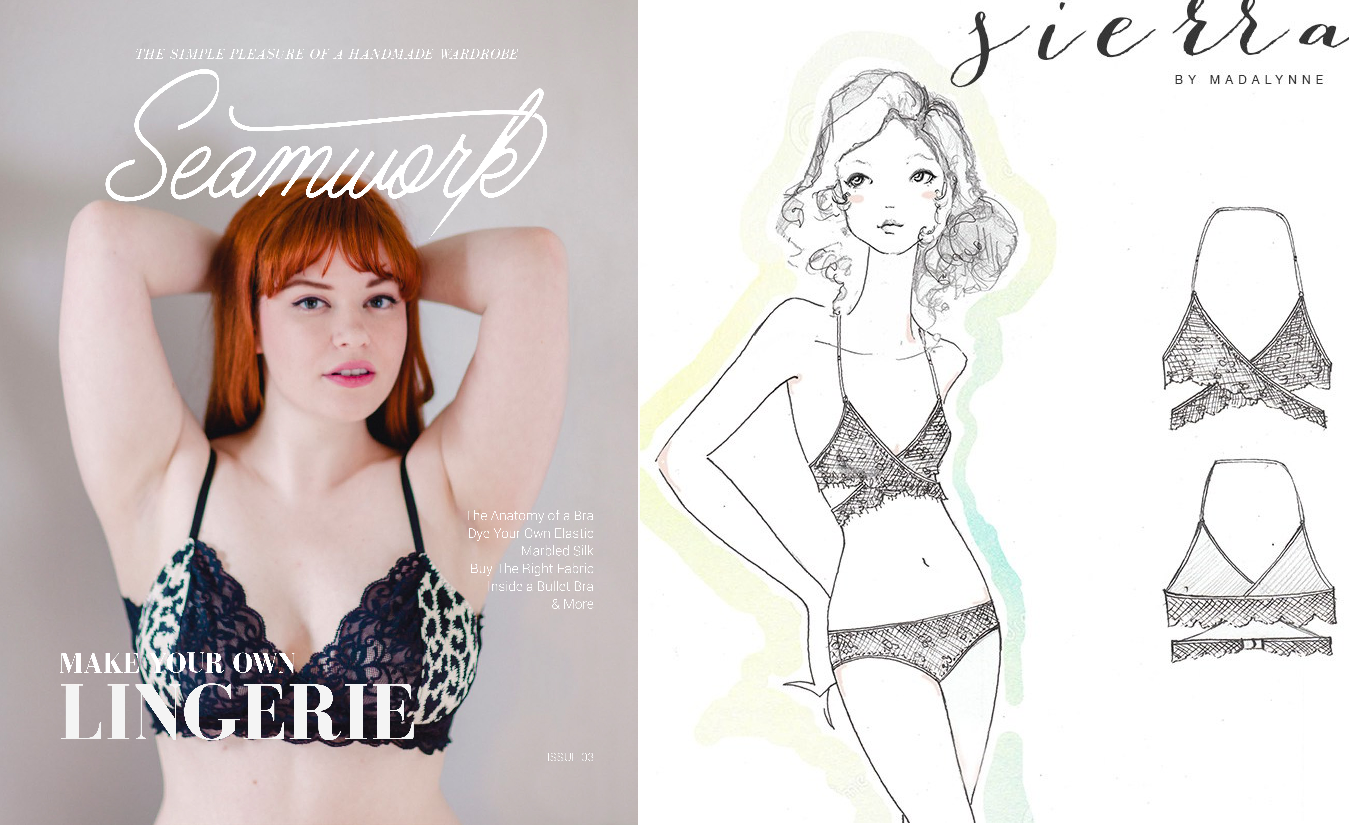 THE SIMPLE PLEASURE OF A HANDMADE WARDROBE
Seamwork
The Anatomy of a Bra
Dye Your Own Elastic
Marbled Silk
Buy The Right Fabric
Inside a Bullet Bra
& More
MAKE YOUR OWN
LINGERIE
ISSUE 03
sierra
BY MADALYNNE